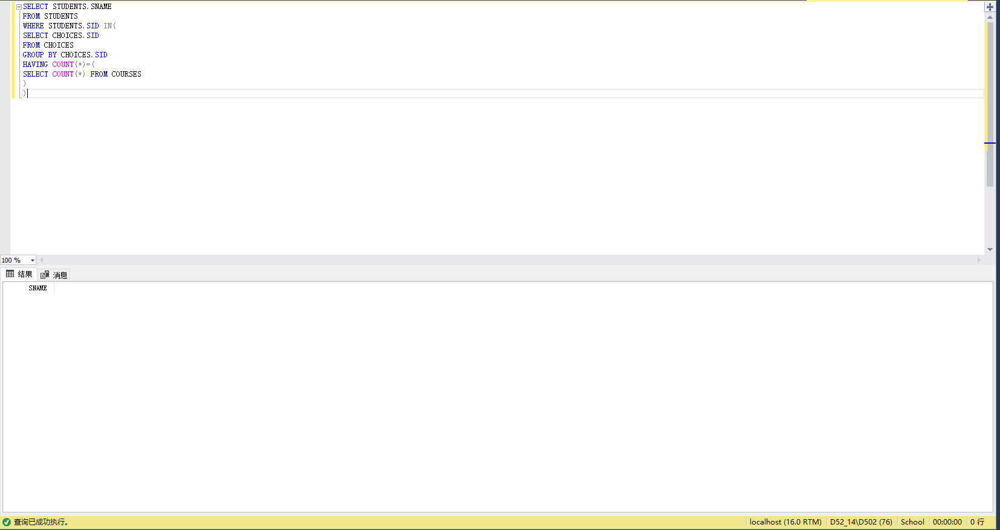 SELECT STUDENTS.SNAME
FROM STUDENTS
WHERE STUDENTS.SID IN(
SELECT CHOICES.SID
FROM CHOICES
GROUP BY CHOICES.SID
HAVING COUNT(*)=(
SELECT COUNT(*) FROM COURSES
)
)
100 %
结果 消息
SNAME
查询已成功执行。 localhost (16.0 RTM) D52_14\D502 (76) School 00:00:00 0 行